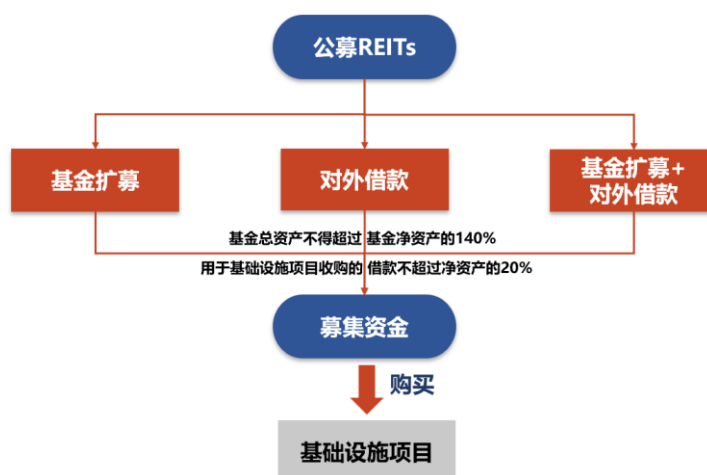 公募REITs
基金扩募
对外借款
基金扩募+
对外借款
基金总资产不得超过 基金净资产的140%
用于基础设施项目收购的 借款不超过净资产的20%
募集资金
购买
基础设施项目